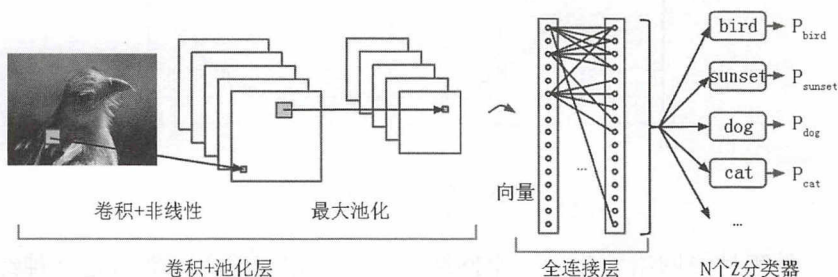 bird
P_bird
sunset
P_sunset
dog
P_dog
cat
P_cat
...
...
向量
卷积+非线性
最大池化
卷积+池化层
全连接层
N个Z分类器